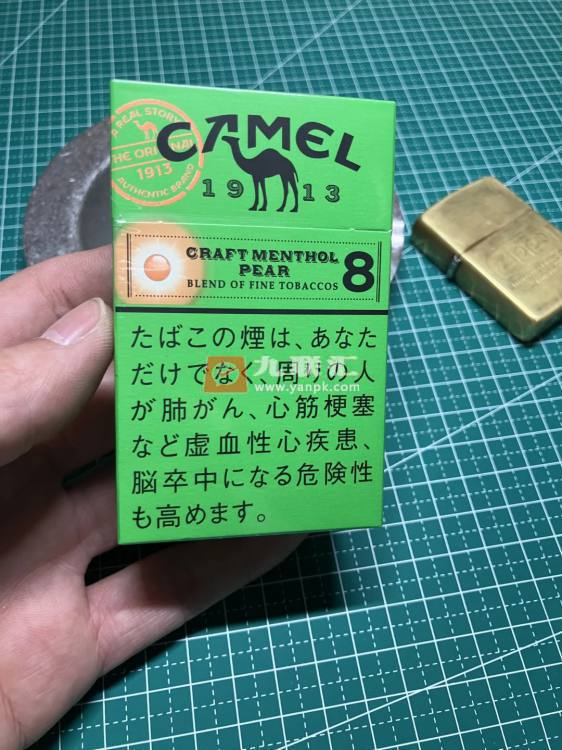 A REAL STORY
THE ORIGINAL
1913
AUTHENTIC BRAND
CAMEL
1913
CRAFT MENTHOL
PEAR
BLEND OF FINE TOBACCOS
8
たばこの煙は、あなた
だけでなく、周りの人
が肺がん、心筋梗塞
など虚血性心疾患、
脳卒中になる危険性
も高めます。
九联汇
www.yanpk.com